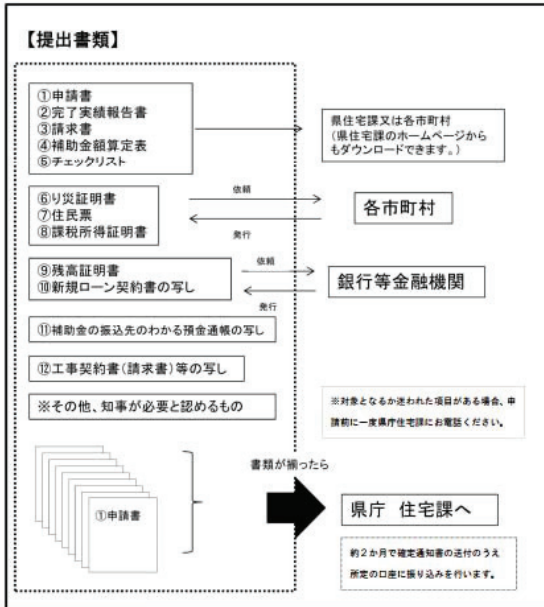 【提出書類】
①申請書
②完了実績報告書
③請求書
④補助金額算定表
⑤チェックリスト
県住宅課又は各市町村
(県住宅課のホームページから
もダウンロードできます。)
⑥り災証明書
⑦住民票
⑧課税所得証明書
依頼
発行
各市町村
⑨残高証明書
⑩新規ローン契約書の写し
依頼
発行
銀行等金融機関
⑪補助金の振込先のわかる預金通帳の写し
⑫工事契約書(請求書)等の写し
※その他、知事が必要と認めるもの
※対象となるか迷われた項目がある場合、申
請前に一度県庁住宅課にお電話ください。
①申請書
書類が揃ったら
県庁 住宅課へ
約2か月で確定通知書の送付のうえ
所定の口座に振り込みを行います。